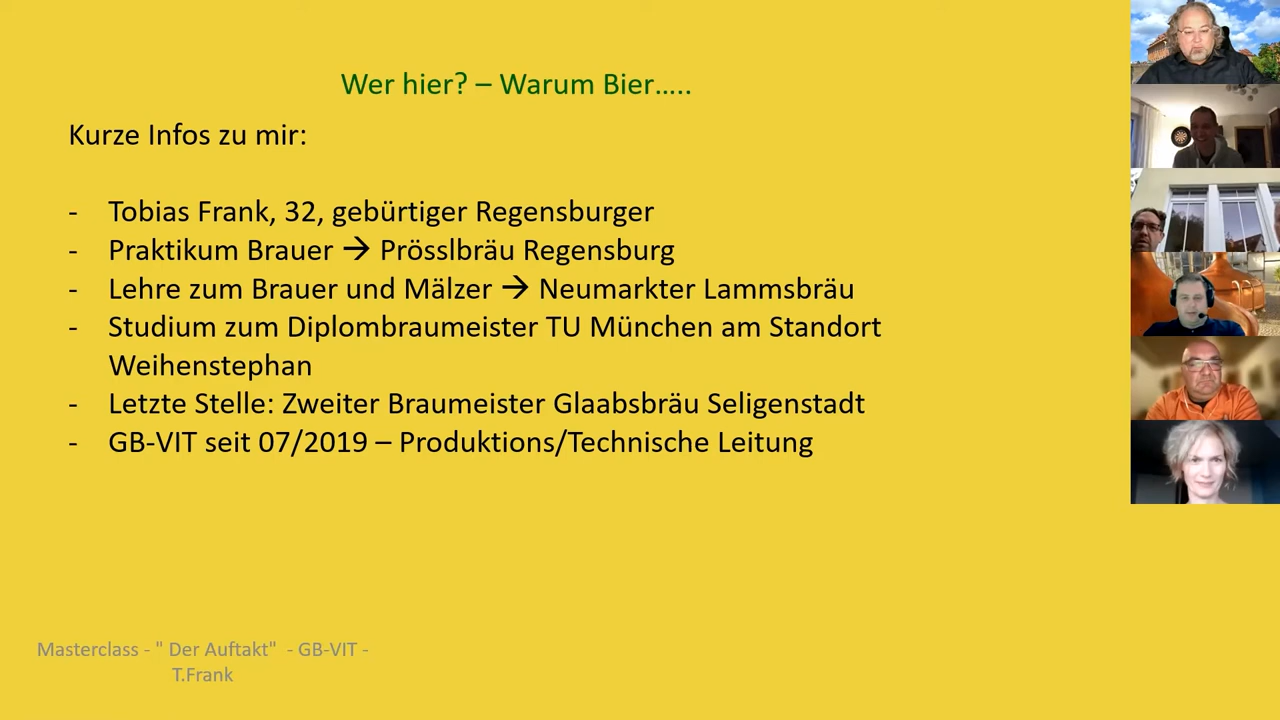 Wer hier? – Warum Bier…..
Kurze Infos zu mir:
- Tobias Frank, 32, gebürtiger Regensburger
- Praktikum Brauer → Prösslbräu Regensburg
- Lehre zum Brauer und Mälzer → Neumarkter Lammsbräu
- Studium zum Diplombraumeister TU München am Standort
Weihenstephan
- Letzte Stelle: Zweiter Braumeister Glaabsbräu Seligenstadt
- GB-VIT seit 07/2019 – Produktions/Technische Leitung
Masterclass - " Der Auftakt"  - GB-VIT -
T.Frank